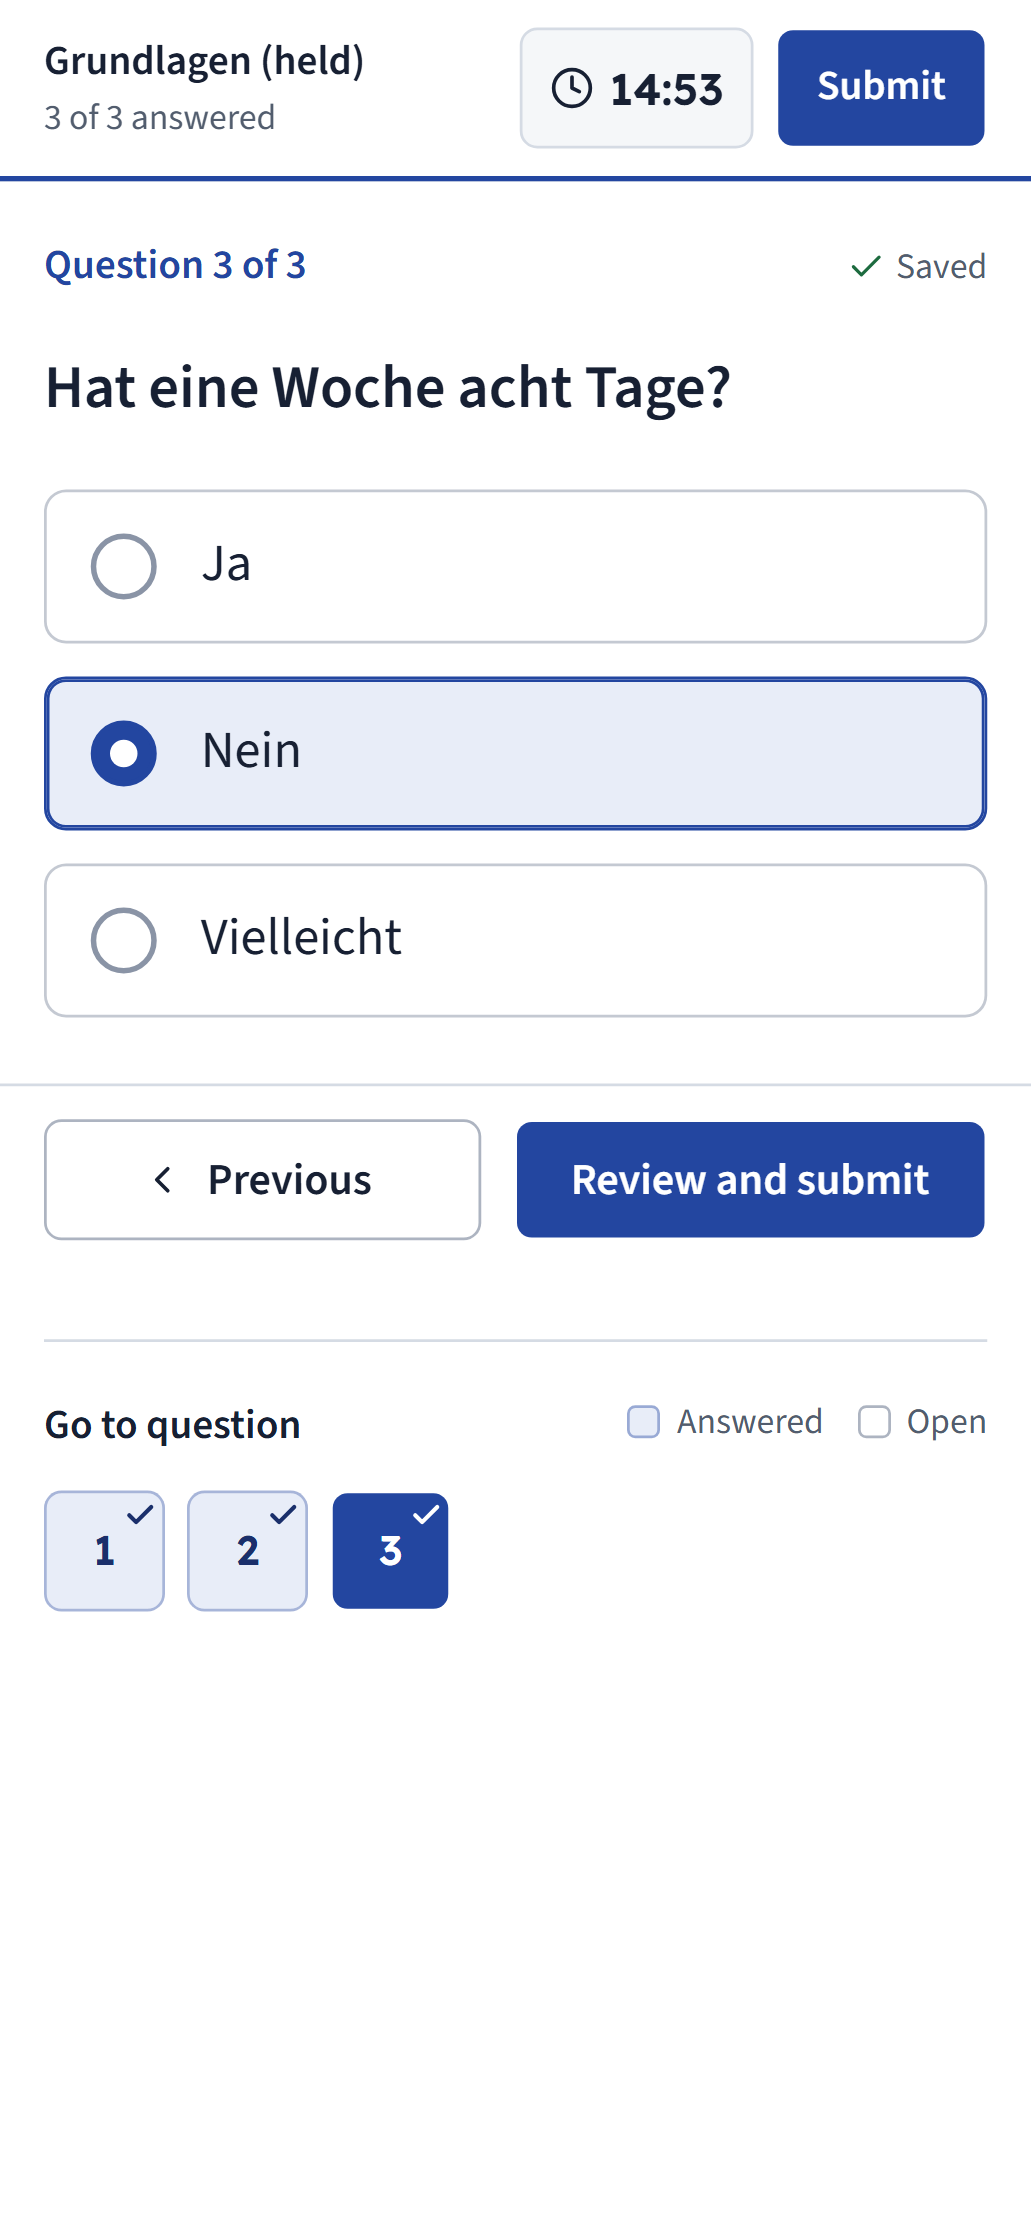 Grundlagen (held)
3 of 3 answered
14:53
Submit
Question 3 of 3
Saved
Hat eine Woche acht Tage?
Ja
Nein
Vielleicht
Previous
Review and submit
Go to question
Answered
Open
1
2
3